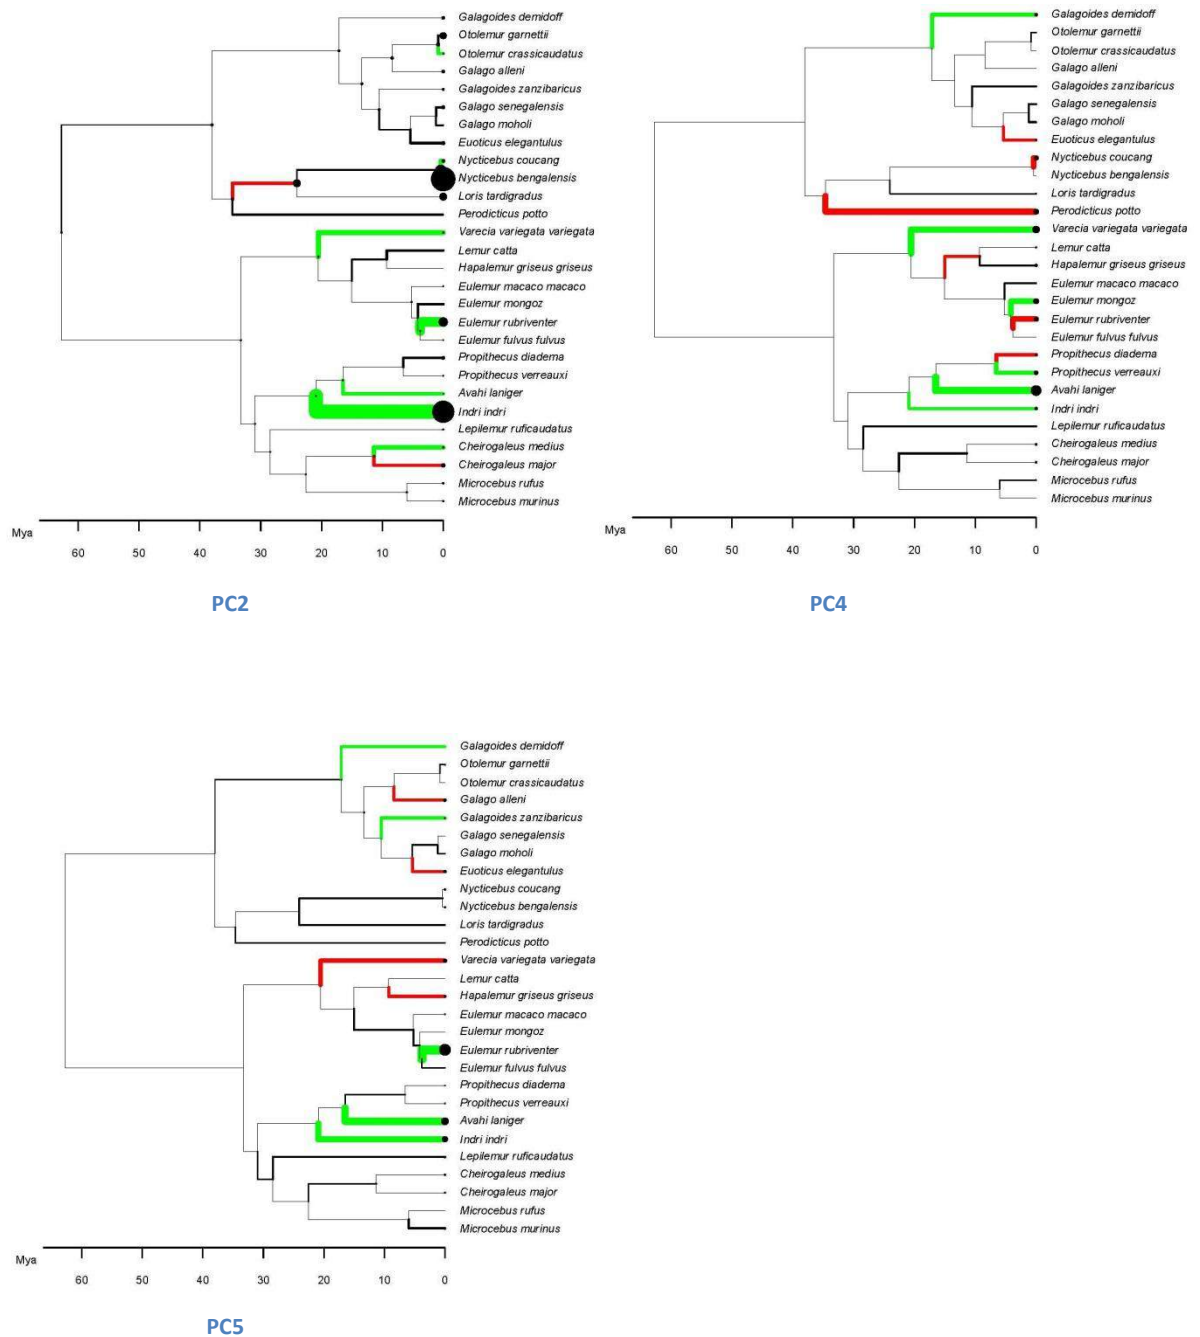 Galagoides demidoff
Otolemur garnettii
Otolemur crassicaudatus
Galago alleni
Galagoides zanzibaricus
Galago senegalensis
Galago moholi
Euoticus elegantulus
Nycticebus coucang
Nycticebus bengalensis
Loris tardigradus
Perodicticus potto
Varecia variegata variegata
Lemur catta
Hapalemur griseus griseus
Eulemur macaco macaco
Eulemur mongoz
Eulemur rubriventer
Eulemur fulvus fulvus
Propithecus diadema
Propithecus verreauxi
Avahi laniger
Indri indri
Lepilemur ruficaudatus
Cheirogaleus medius
Cheirogaleus major
Microcebus rufus
Microcebus murinus
Mya
60 50 40 30 20 10 0
PC2
Galagoides demidoff
Otolemur garnettii
Otolemur crassicaudatus
Galago alleni
Galagoides zanzibaricus
Galago senegalensis
Galago moholi
Euoticus elegantulus
Nycticebus coucang
Nycticebus bengalensis
Loris tardigradus
Perodicticus potto
Varecia variegata variegata
Lemur catta
Hapalemur griseus griseus
Eulemur macaco macaco
Eulemur mongoz
Eulemur rubriventer
Eulemur fulvus fulvus
Propithecus diadema
Propithecus verreauxi
Avahi laniger
Indri indri
Lepilemur ruficaudatus
Cheirogaleus medius
Cheirogaleus major
Microcebus rufus
Microcebus murinus
Mya
60 50 40 30 20 10 0
PC4
Galagoides demidoff
Otolemur garnettii
Otolemur crassicaudatus
Galago alleni
Galagoides zanzibaricus
Galago senegalensis
Galago moholi
Euoticus elegantulus
Nycticebus coucang
Nycticebus bengalensis
Loris tardigradus
Perodicticus potto
Varecia variegata variegata
Lemur catta
Hapalemur griseus griseus
Eulemur macaco macaco
Eulemur mongoz
Eulemur rubriventer
Eulemur fulvus fulvus
Propithecus diadema
Propithecus verreauxi
Avahi laniger
Indri indri
Lepilemur ruficaudatus
Cheirogaleus medius
Cheirogaleus major
Microcebus rufus
Microcebus murinus
Mya
60 50 40 30 20 10 0
PC5